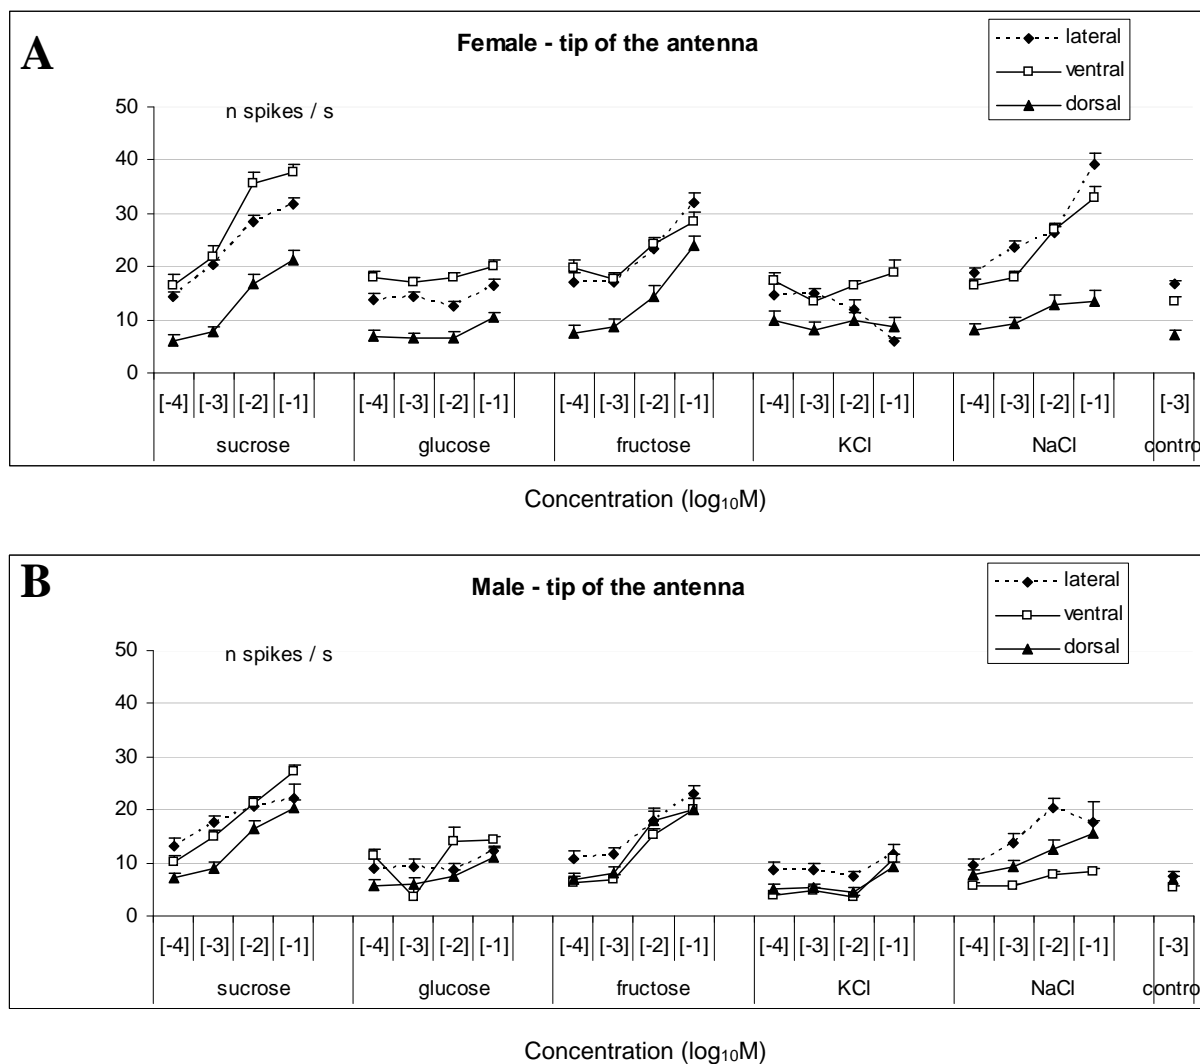 A
Female - tip of the antenna
lateral
ventral
dorsal
n spikes / s
50
40
30
20
10
0
[-4] [-3] [-2] [-1] [-4] [-3] [-2] [-1] [-4] [-3] [-2] [-1] [-4] [-3] [-2] [-1] [-4] [-3] [-2] [-1] [-3]
sucrose glucose fructose KCl NaCl contro
Concentration (log₁₀M)
B
Male - tip of the antenna
lateral
ventral
dorsal
n spikes / s
50
40
30
20
10
0
[-4] [-3] [-2] [-1] [-4] [-3] [-2] [-1] [-4] [-3] [-2] [-1] [-4] [-3] [-2] [-1] [-4] [-3] [-2] [-1] [-3]
sucrose glucose fructose KCl NaCl contro
Concentration (log₁₀M)